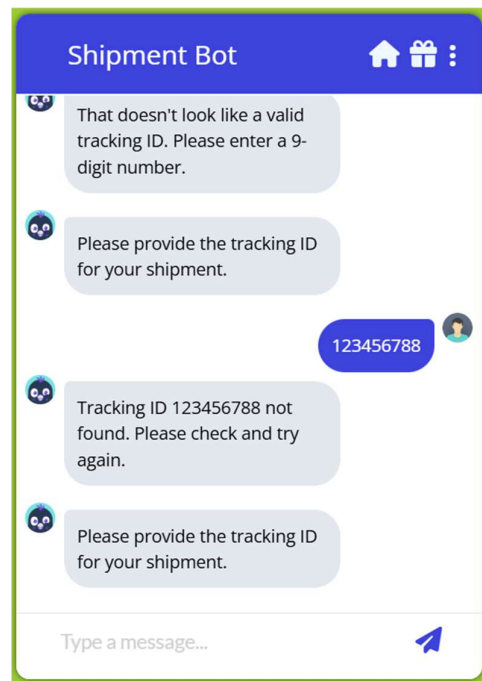 Shipment Bot
That doesn't look like a valid
tracking ID. Please enter a 9-
digit number.
Please provide the tracking ID
for your shipment.
123456788
Tracking ID 123456788 not
found. Please check and try
again.
Please provide the tracking ID
for your shipment.
Type a message...